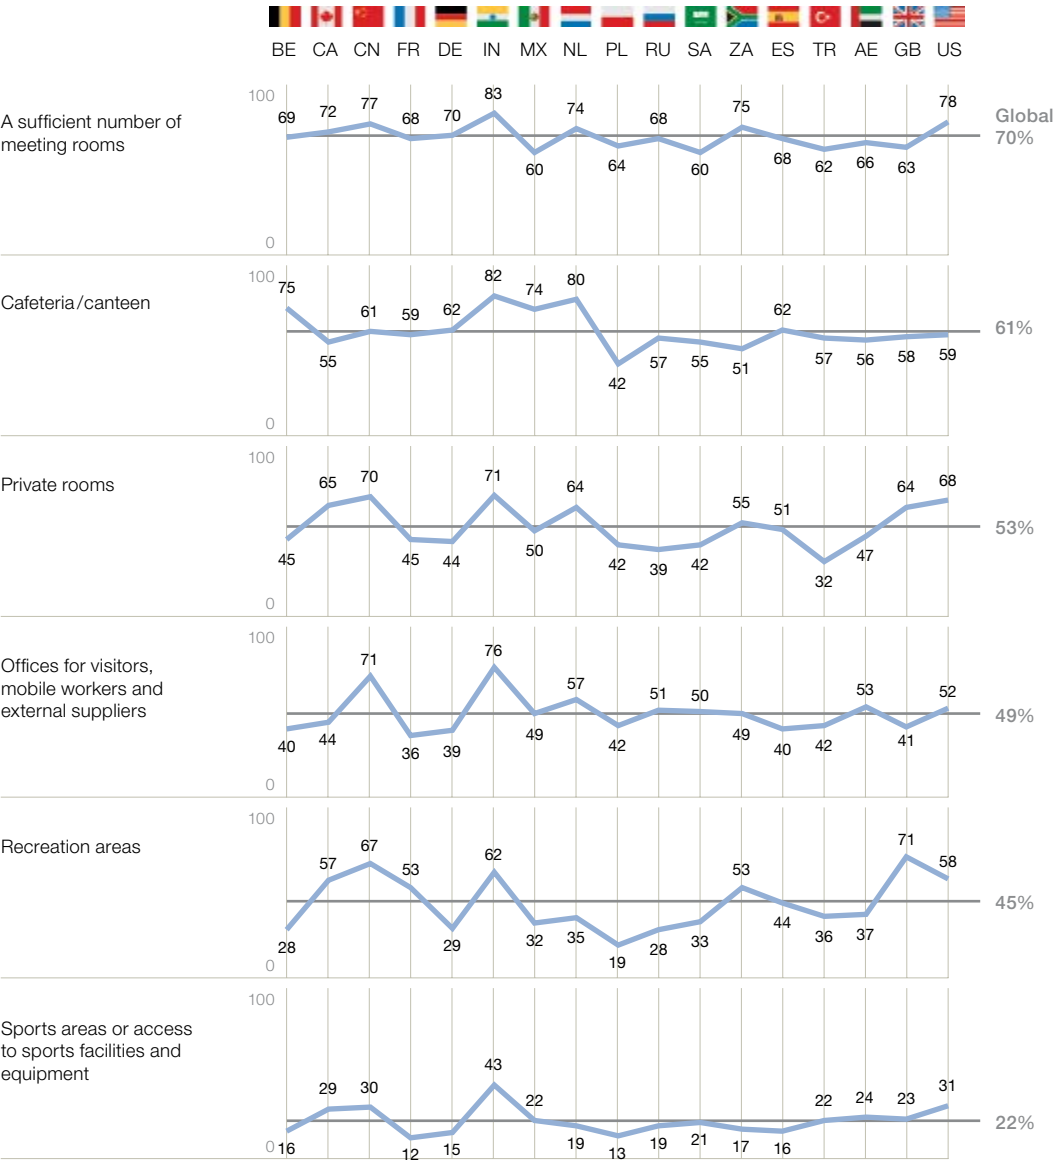 BE CA CN FR DE IN MX NL PL RU SA ZA ES TR AE GB US
A sufficient number of
meeting rooms
100
0
69 72 77 68 70 83 60 74 64 68 60 75 68 62 66 63 78
Global
70%
Cafeteria/canteen
100
0
75 55 61 59 62 82 74 80 42 57 55 51 62 57 56 58 59
61%
Private rooms
100
0
45 65 70 45 44 71 50 64 42 39 42 55 51 32 47 64 68
53%
Offices for visitors,
mobile workers and
external suppliers
100
0
40 44 71 36 39 76 49 57 42 51 50 49 40 42 53 41 52
49%
Recreation areas
100
0
28 57 67 53 29 62 32 35 19 28 33 53 44 36 37 71 58
45%
Sports areas or access
to sports facilities and
equipment
100
0
16 29 30 12 15 43 22 19 13 19 21 17 16 22 24 23 31
22%